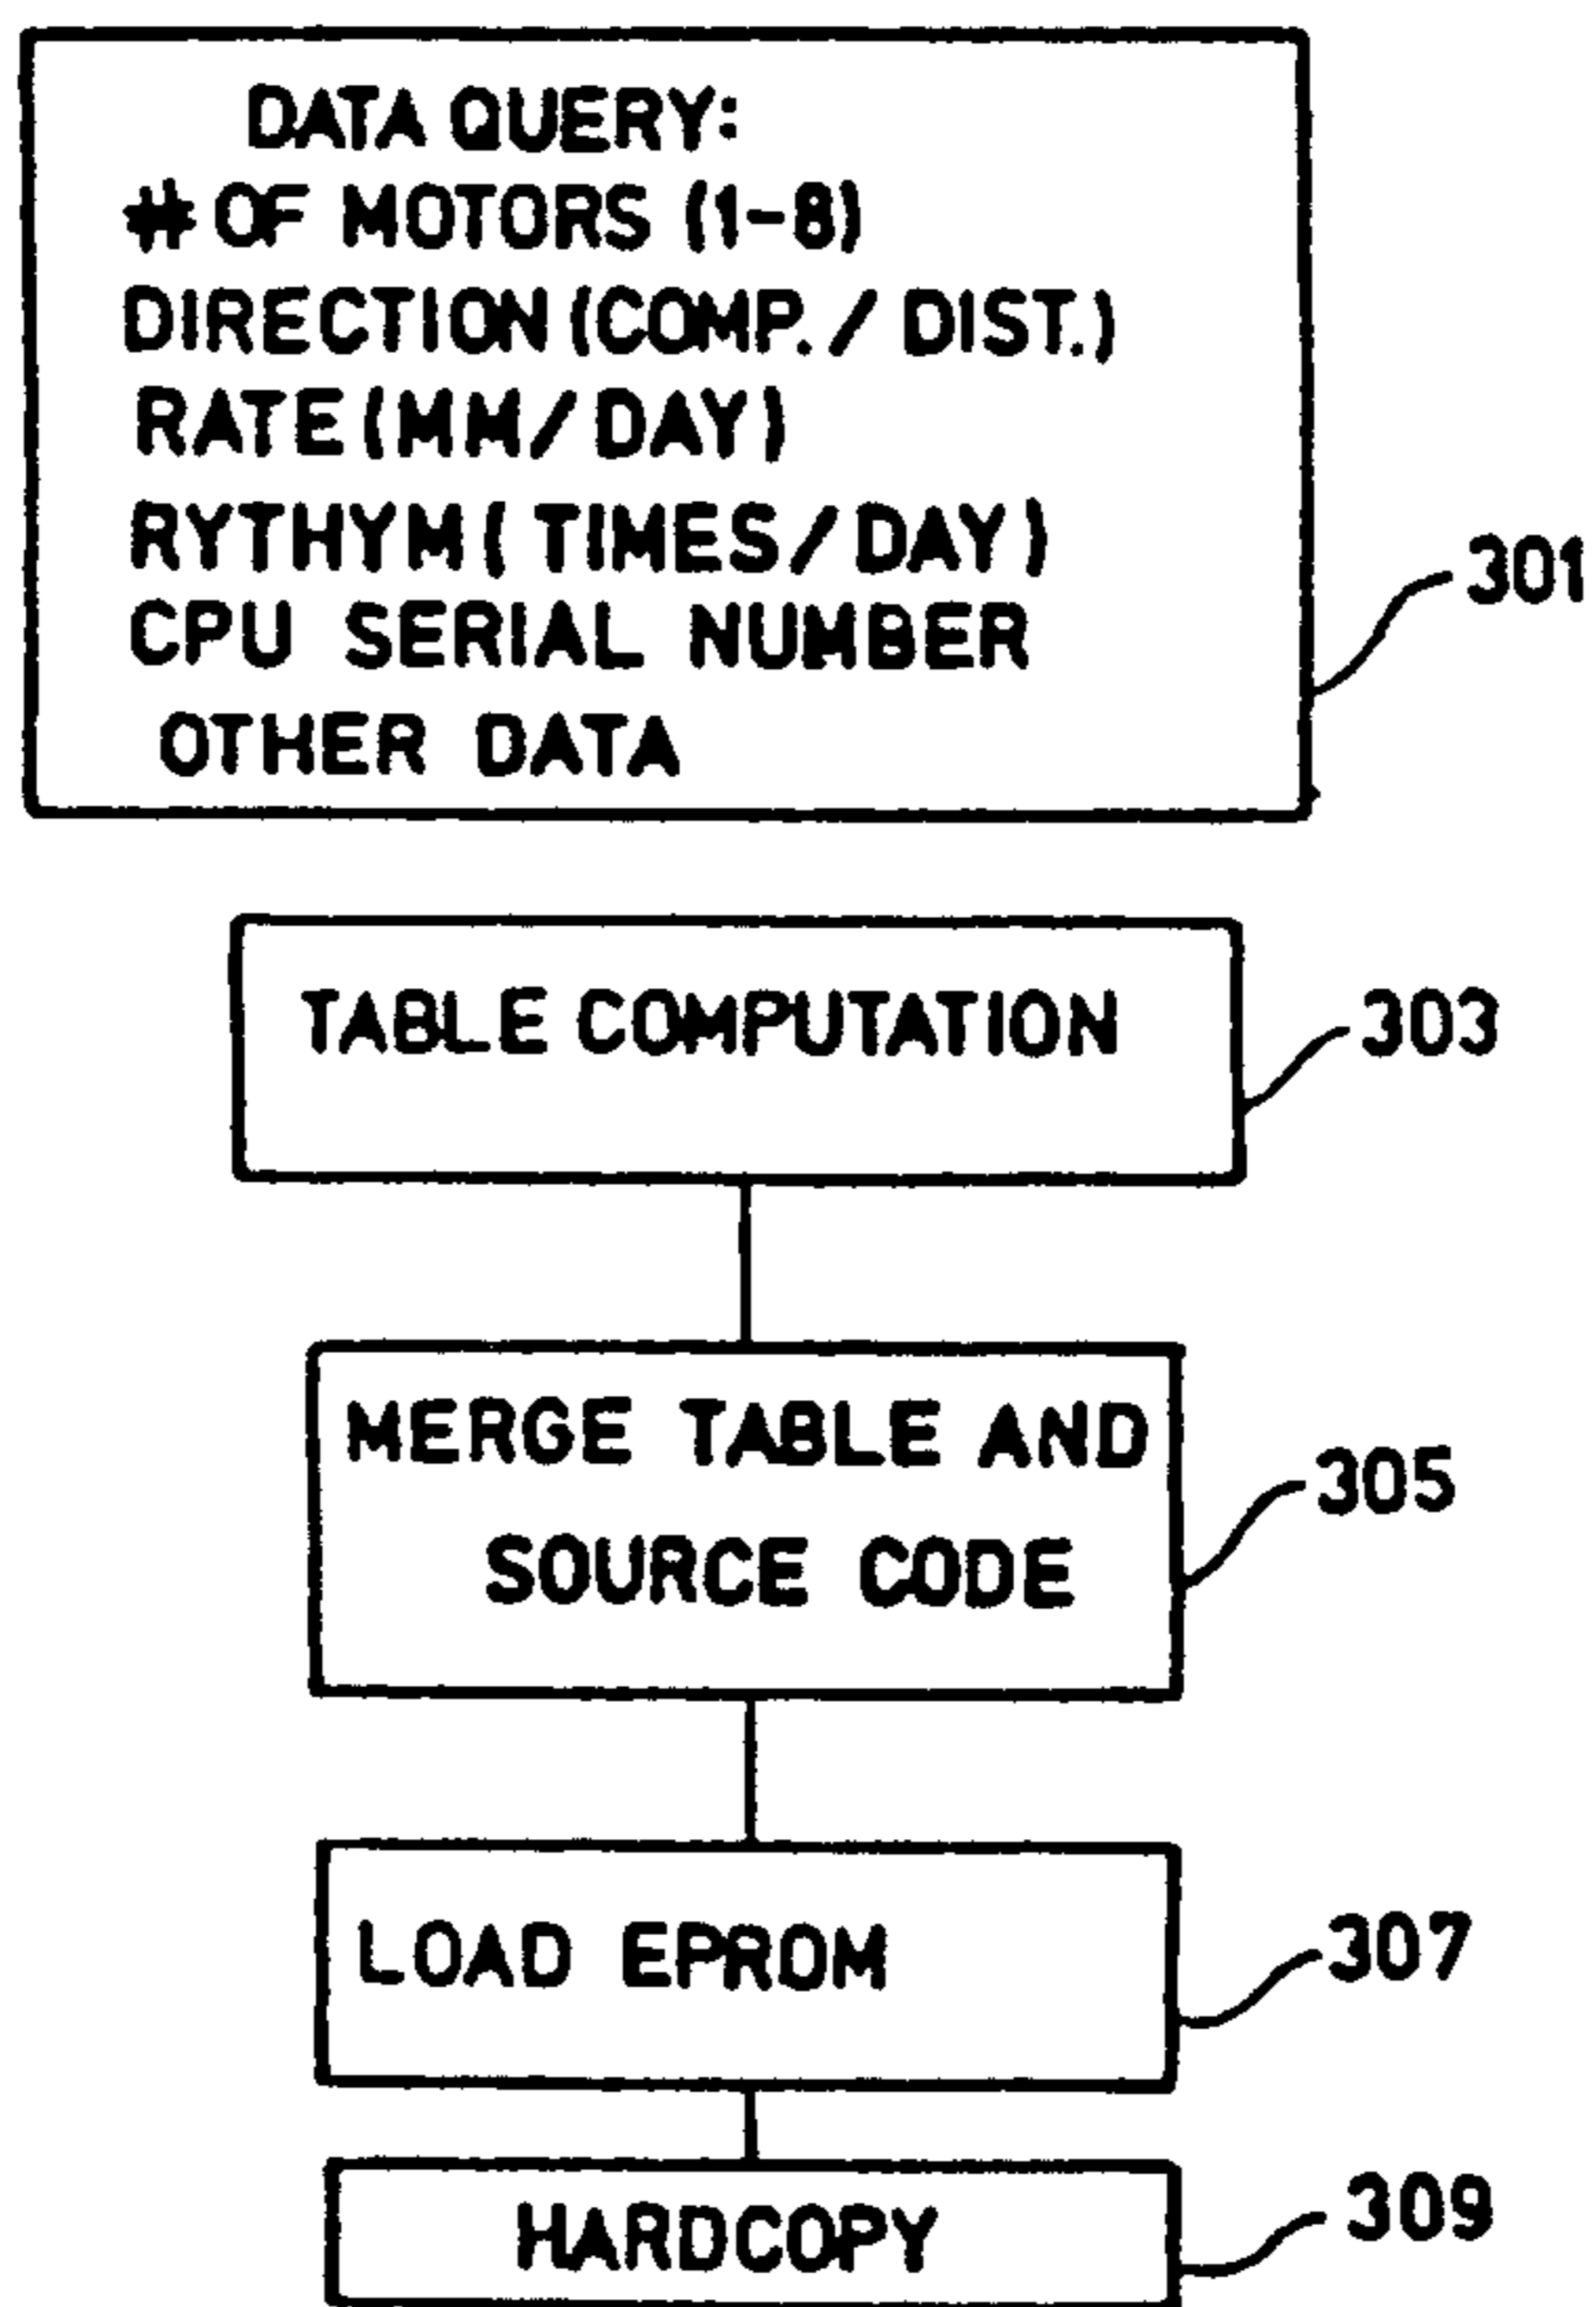 DATA QUERY:
# OF MOTORS (1-8)
DIRECTION (COMP./ DIST.)
RATE (MM/DAY)
RYTHYM ( TIMES/DAY)
CPU SERIAL NUMBER
OTHER DATA
301
TABLE COMPUTATION
303
MERGE TABLE AND
SOURCE CODE
305
LOAD EPROM
307
HARDCOPY
309